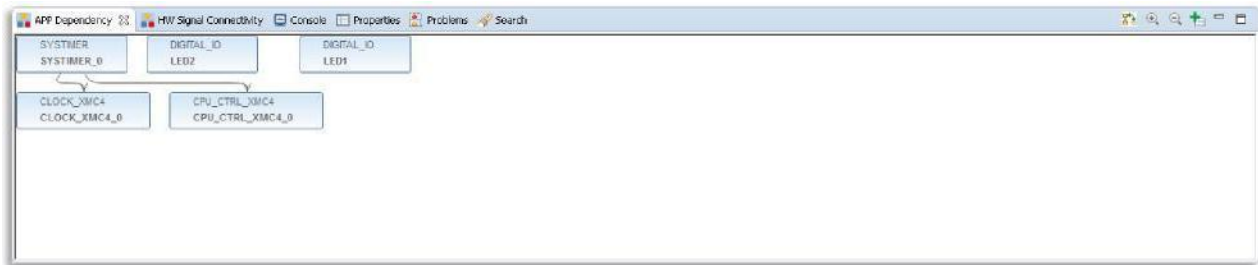 APP Dependency HW Signal Connectivity Console Properties Problems Search
SYSTIMER DIGITAL_IO DIGITAL_IO
SYSTIMER_0 LED2 LED1
CLOCK_XMC4 CPU_CTRL_XMC4
CLOCK_XMC4_0 CPU_CTRL_XMC4_0